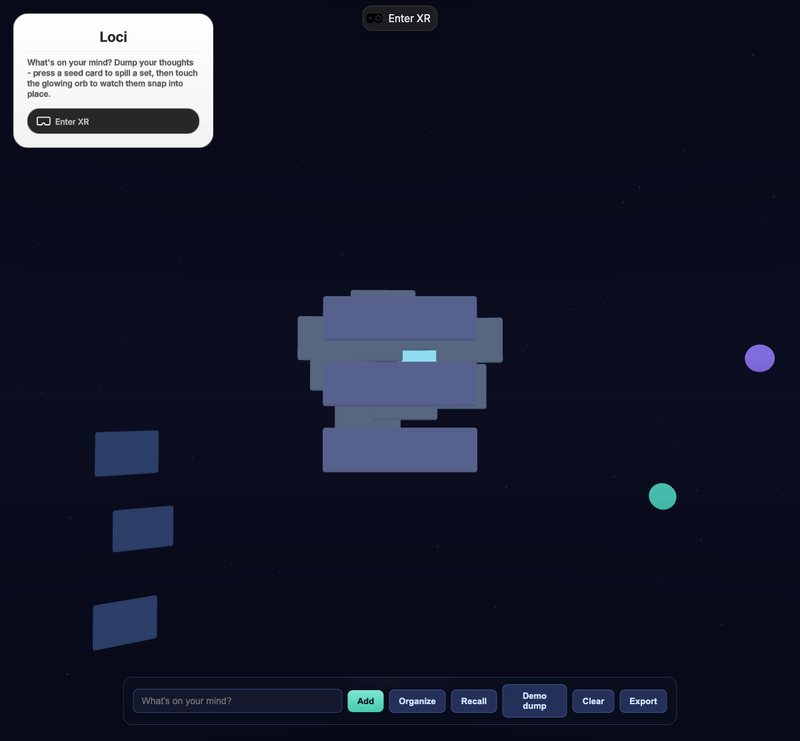 Enter XR
Loci
What's on your mind? Dump your thoughts
- press a seed card to spill a set, then touch
the glowing orb to watch them snap into
place.
Enter XR
What's on your mind?
Add
Organize
Recall
Demo
dump
Clear
Export